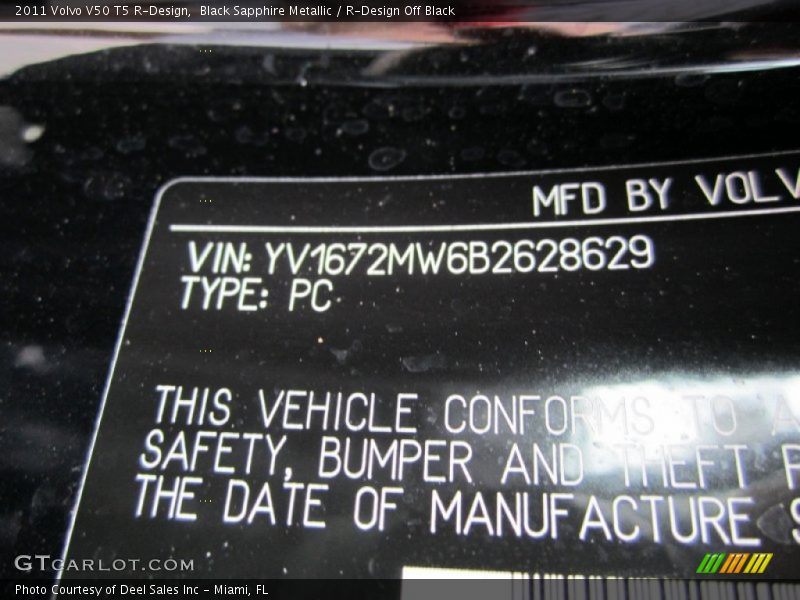 2011 Volvo V50 T5 R-Design, Black Sapphire Metallic / R-Design Off Black
MFD BY VOLV
VIN: YV1672MW6B2628629
TYPE: PC
THIS VEHICLE CONFORMS TO A
SAFETY, BUMPER AND THEFT P
THE DATE OF MANUFACTURE S
GTcarlot.com
Photo Courtesy of Deel Sales Inc - Miami, FL